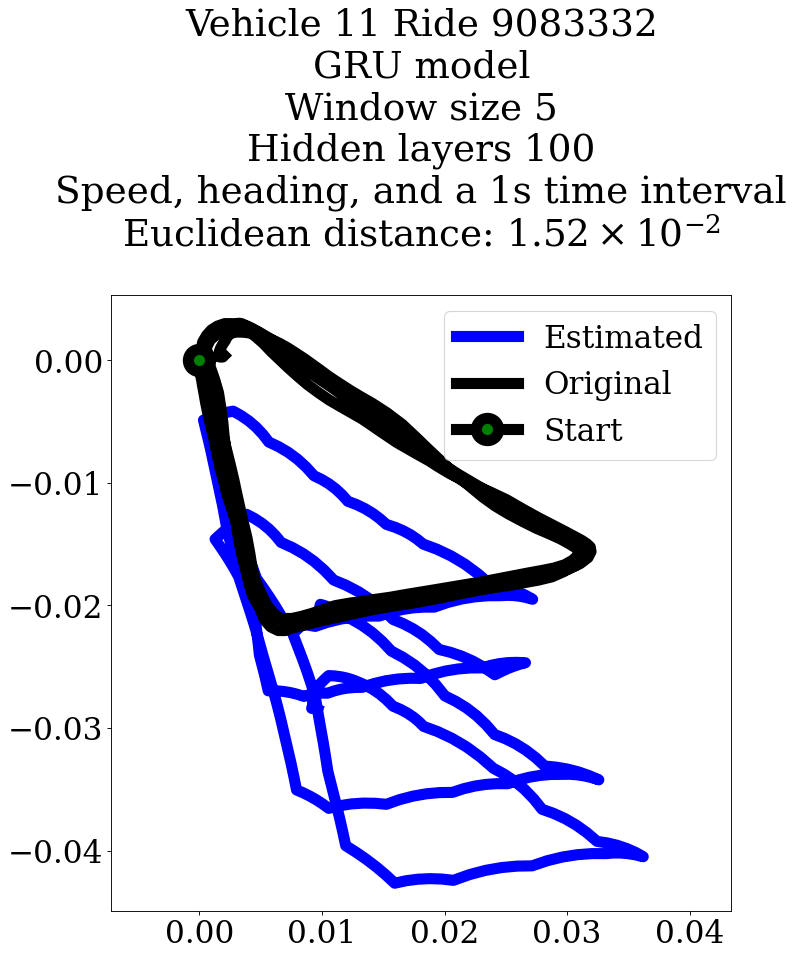 Vehicle 11 Ride 9083332
GRU model
Window size 5
Hidden layers 100
Speed, heading, and a 1s time interval
Euclidean distance: 1.52 × 10⁻²
Estimated
Original
Start
0.00
−0.01
−0.02
−0.03
−0.04
0.00 0.01 0.02 0.03 0.04